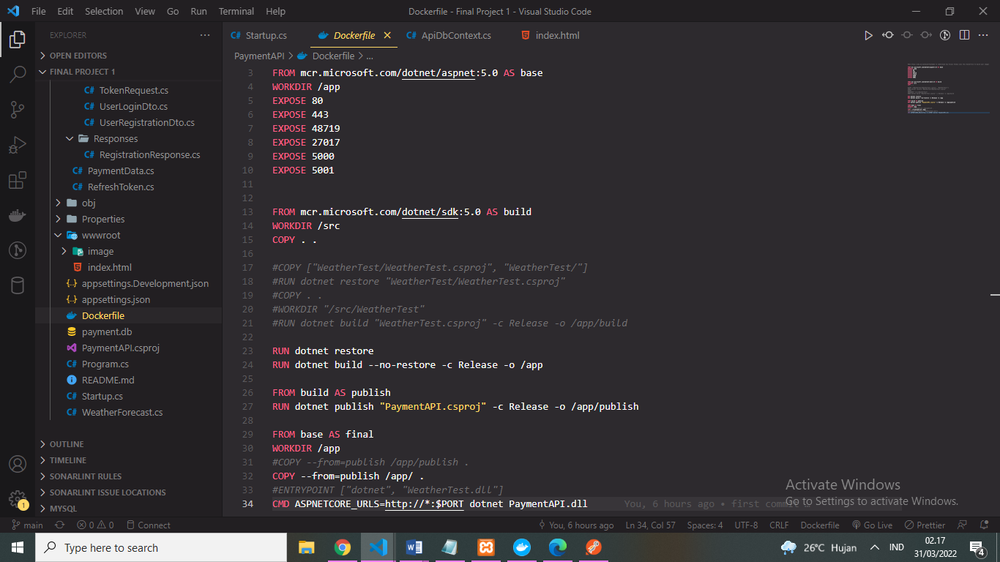 File Edit Selection View Go Run Terminal Help
Dockerfile - Final Project 1 - Visual Studio Code
EXPLORER
OPEN EDITORS
FINAL PROJECT 1
TokenRequest.cs
UserLoginDto.cs
UserRegistrationDto.cs
Responses
RegistrationResponse.cs
PaymentData.cs
RefreshToken.cs
obj
Properties
wwwroot
image
index.html
appsettings.Development.json
appsettings.json
Dockerfile
payment.db
PaymentAPI.csproj
Program.cs
README.md
Startup.cs
WeatherForecast.cs
OUTLINE
TIMELINE
SONARLINT RULES
SONARLINT ISSUE LOCATIONS
MYSQL
1
Startup.cs Dockerfile ApiDbContext.cs index.html
PaymentAPI > Dockerfile > ...
3 FROM mcr.microsoft.com/dotnet/aspnet:5.0 AS base
4 WORKDIR /app
5 EXPOSE 80
6 EXPOSE 443
7 EXPOSE 48719
8 EXPOSE 27017
9 EXPOSE 5000
10 EXPOSE 5001
11
12
13 FROM mcr.microsoft.com/dotnet/sdk:5.0 AS build
14 WORKDIR /src
15 COPY . .
16
17 #COPY ["WeatherTest/WeatherTest.csproj", "WeatherTest/"]
18 #RUN dotnet restore "WeatherTest/WeatherTest.csproj"
19 #COPY . .
20 #WORKDIR "/src/WeatherTest"
21 #RUN dotnet build "WeatherTest.csproj" -c Release -o /app/build
22
23 RUN dotnet restore
24 RUN dotnet build --no-restore -c Release -o /app
25
26 FROM build AS publish
27 RUN dotnet publish "PaymentAPI.csproj" -c Release -o /app/publish
28
29 FROM base AS final
30 WORKDIR /app
31 #COPY --from=publish /app/publish .
32 COPY --from=publish /app/ .
33 #ENTRYPOINT ["dotnet", "WeatherTest.dll"]
34 CMD ASPNETCORE_URLS=http://*:$PORT dotnet PaymentAPI.dll You, 6 hours ago • first commit
Activate Windows
Go to Settings to activate Windows.
main 0 0 Connect
You, 6 hours ago Ln 34, Col 57 Spaces: 4 UTF-8 CRLF Dockerfile Go Live Prettier
Type here to search
26°C Hujan IND
02.17
31/03/2022
4